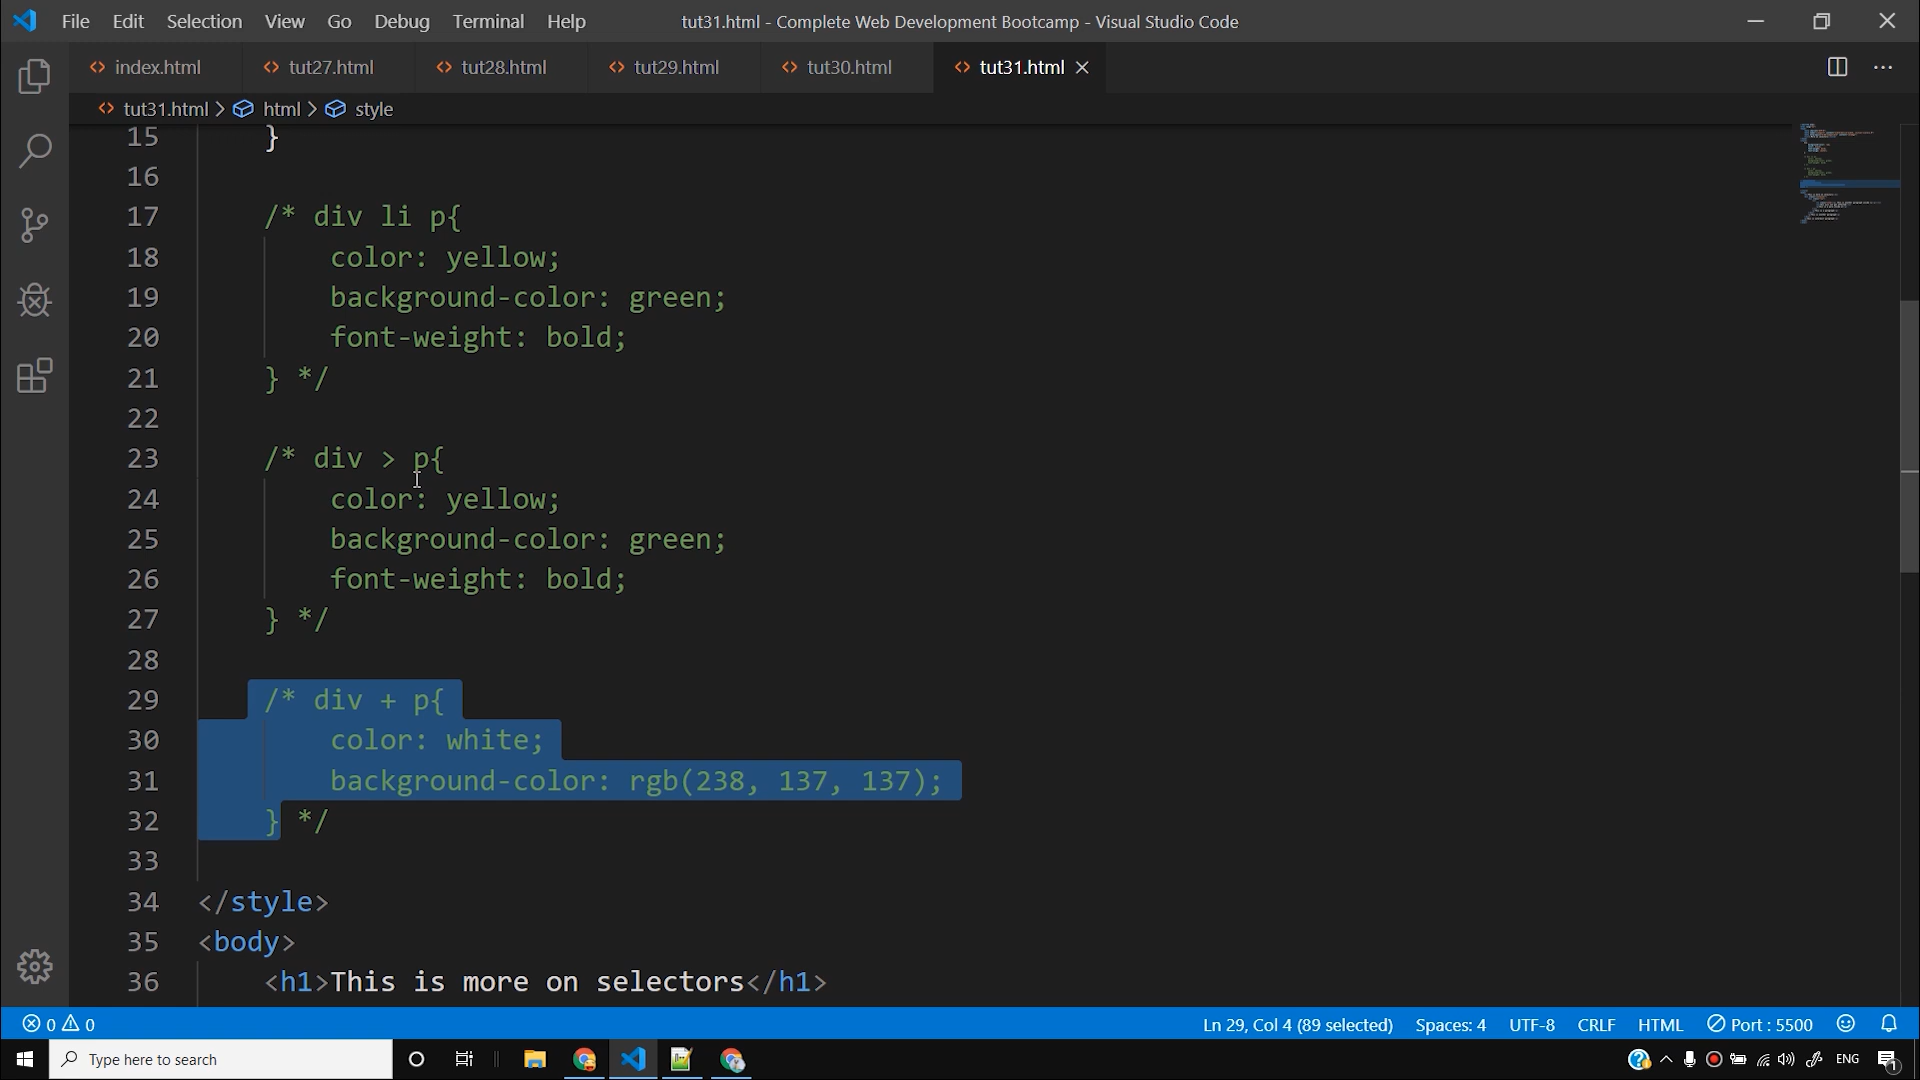 File Edit Selection View Go Debug Terminal Help
tut31.html - Complete Web Development Bootcamp - Visual Studio Code
index.html
tut27.html
tut28.html
tut29.html
tut30.html
tut31.html
tut31.html > html > style
15 }
16
17 /* div li p{
18 color: yellow;
19 background-color: green;
20 font-weight: bold;
21 } */
22
23 /* div > p{
24 color: yellow;
25 background-color: green;
26 font-weight: bold;
27 } */
28
29 /* div + p{
30 color: white;
31 background-color: rgb(238, 137, 137);
32 } */
33
34 </style>
35 <body>
36 <h1>This is more on selectors</h1>
0 0 Ln 29, Col 4 (89 selected) Spaces: 4 UTF-8 CRLF HTML Port : 5500
Type here to search
ENG
1